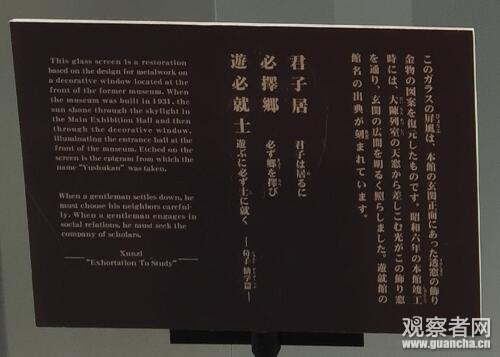 This glass screen is a restoration
based on the design for metalwork on
a decorative window located at the
front of the former museum. When
the museum was built in 1931, the
sun shone through the skylight in
the Main Exhibition Hall and then
through the decorative window,
illuminating the entrance hall at the
front of the museum. Etched on the
screen is the epigram from which the
name "Yushukan" was taken.
When a gentleman settles down, he
must choose his neighbors careful-
ly. When a gentleman engages in
social relations, he must seek the
company of scholars.
Xunzi
"Exhortation To Study"
このガラスの屏風は、本館の玄関正面にあった透窓の飾り
金物の図案を復元したものです。昭和六年の本館竣工
時には、大陳列室の天窓から差しこむ光がこの飾り窓
を通り、玄関の広間を明るく照らしました。遊就館の
館名の出典が刻まれています。
君子居 君子は居るに
必擇郷 必ず郷を擇び
遊必就士 遊ぶに必ず士に就く
―荀子 勧学篇―
观察者网
www.guancha.cn